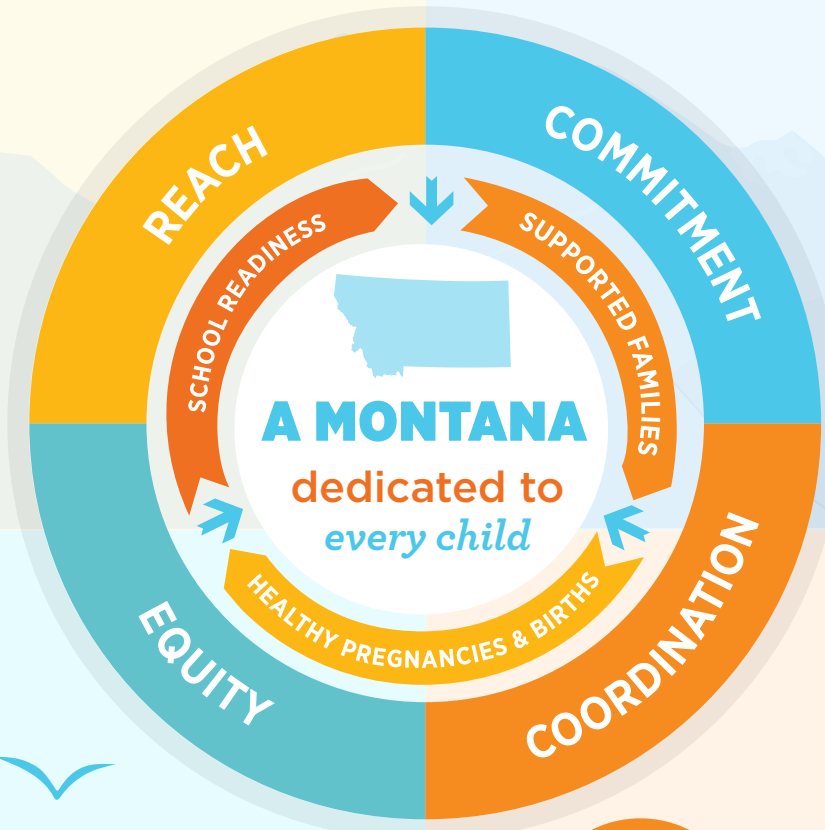 REACH
COMMITMENT
SCHOOL READINESS
SUPPORTED FAMILIES
A MONTANA
dedicated to
every child
HEALTHY PREGNANCIES & BIRTHS
EQUITY
COORDINATION